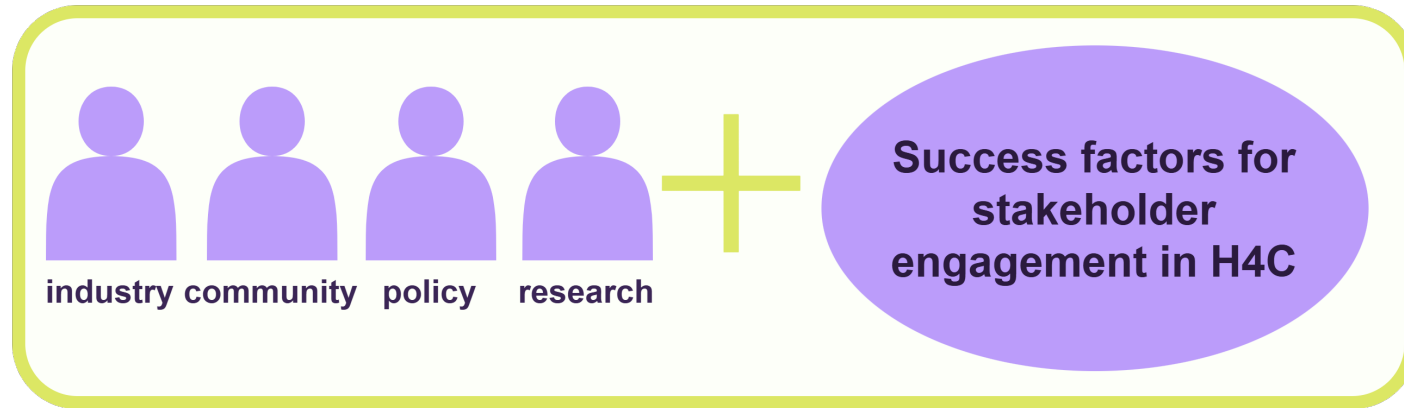 industry community policy research
Success factors for
stakeholder
engagement in H4C